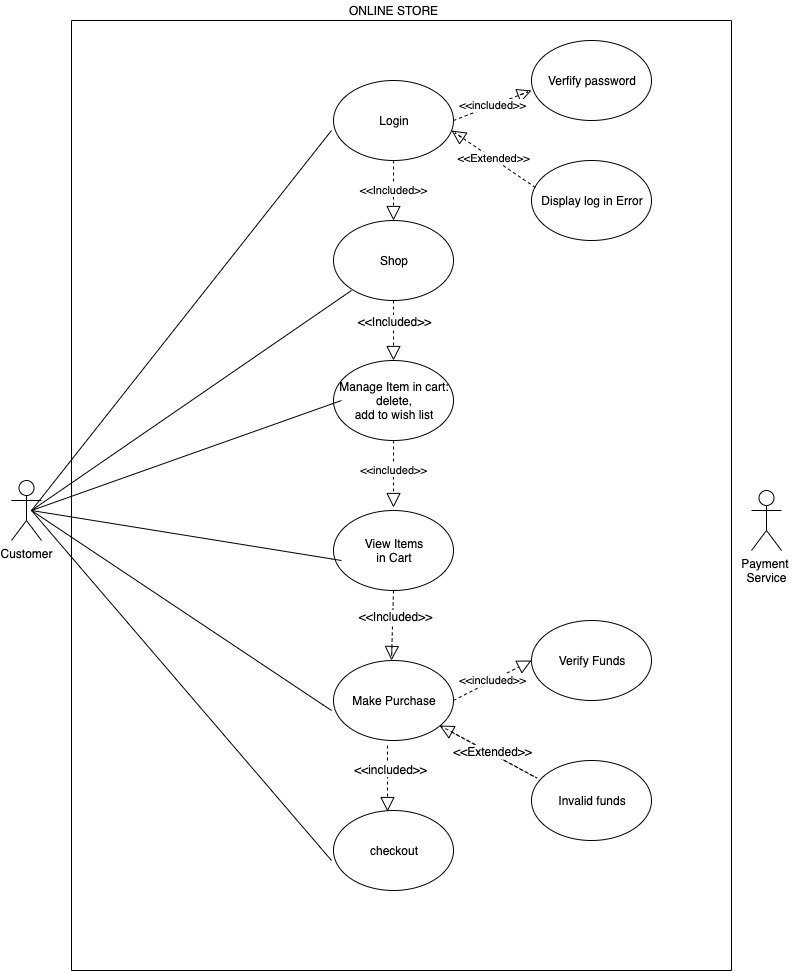 ONLINE STORE
Verfify password
<<included>>
Login
<<Extended>>
<<Included>>
Display log in Error
Shop
<<Included>>
Manage Item in cart:
delete,
add to wish list
<<included>>
Customer
View Items
in Cart
Payment
Service
<<Included>>
Verify Funds
<<included>>
Make Purchase
<<Extended>>
<<included>>
Invalid funds
checkout